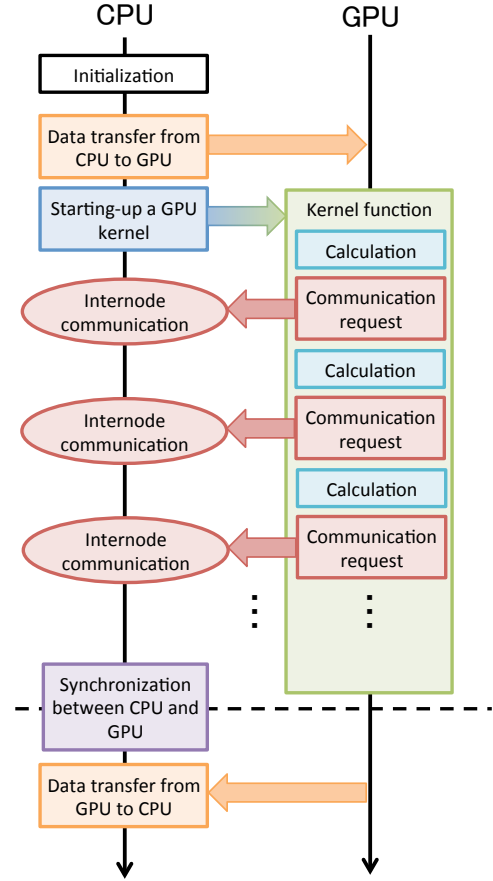 CPU
GPU
Initialization
Data transfer from
CPU to GPU
Starting-up a GPU
kernel
Kernel function
Calculation
Internode
communication
Communication
request
Calculation
Internode
communication
Communication
request
Calculation
Internode
communication
Communication
request
Synchronization
between CPU and
GPU
Data transfer from
GPU to CPU